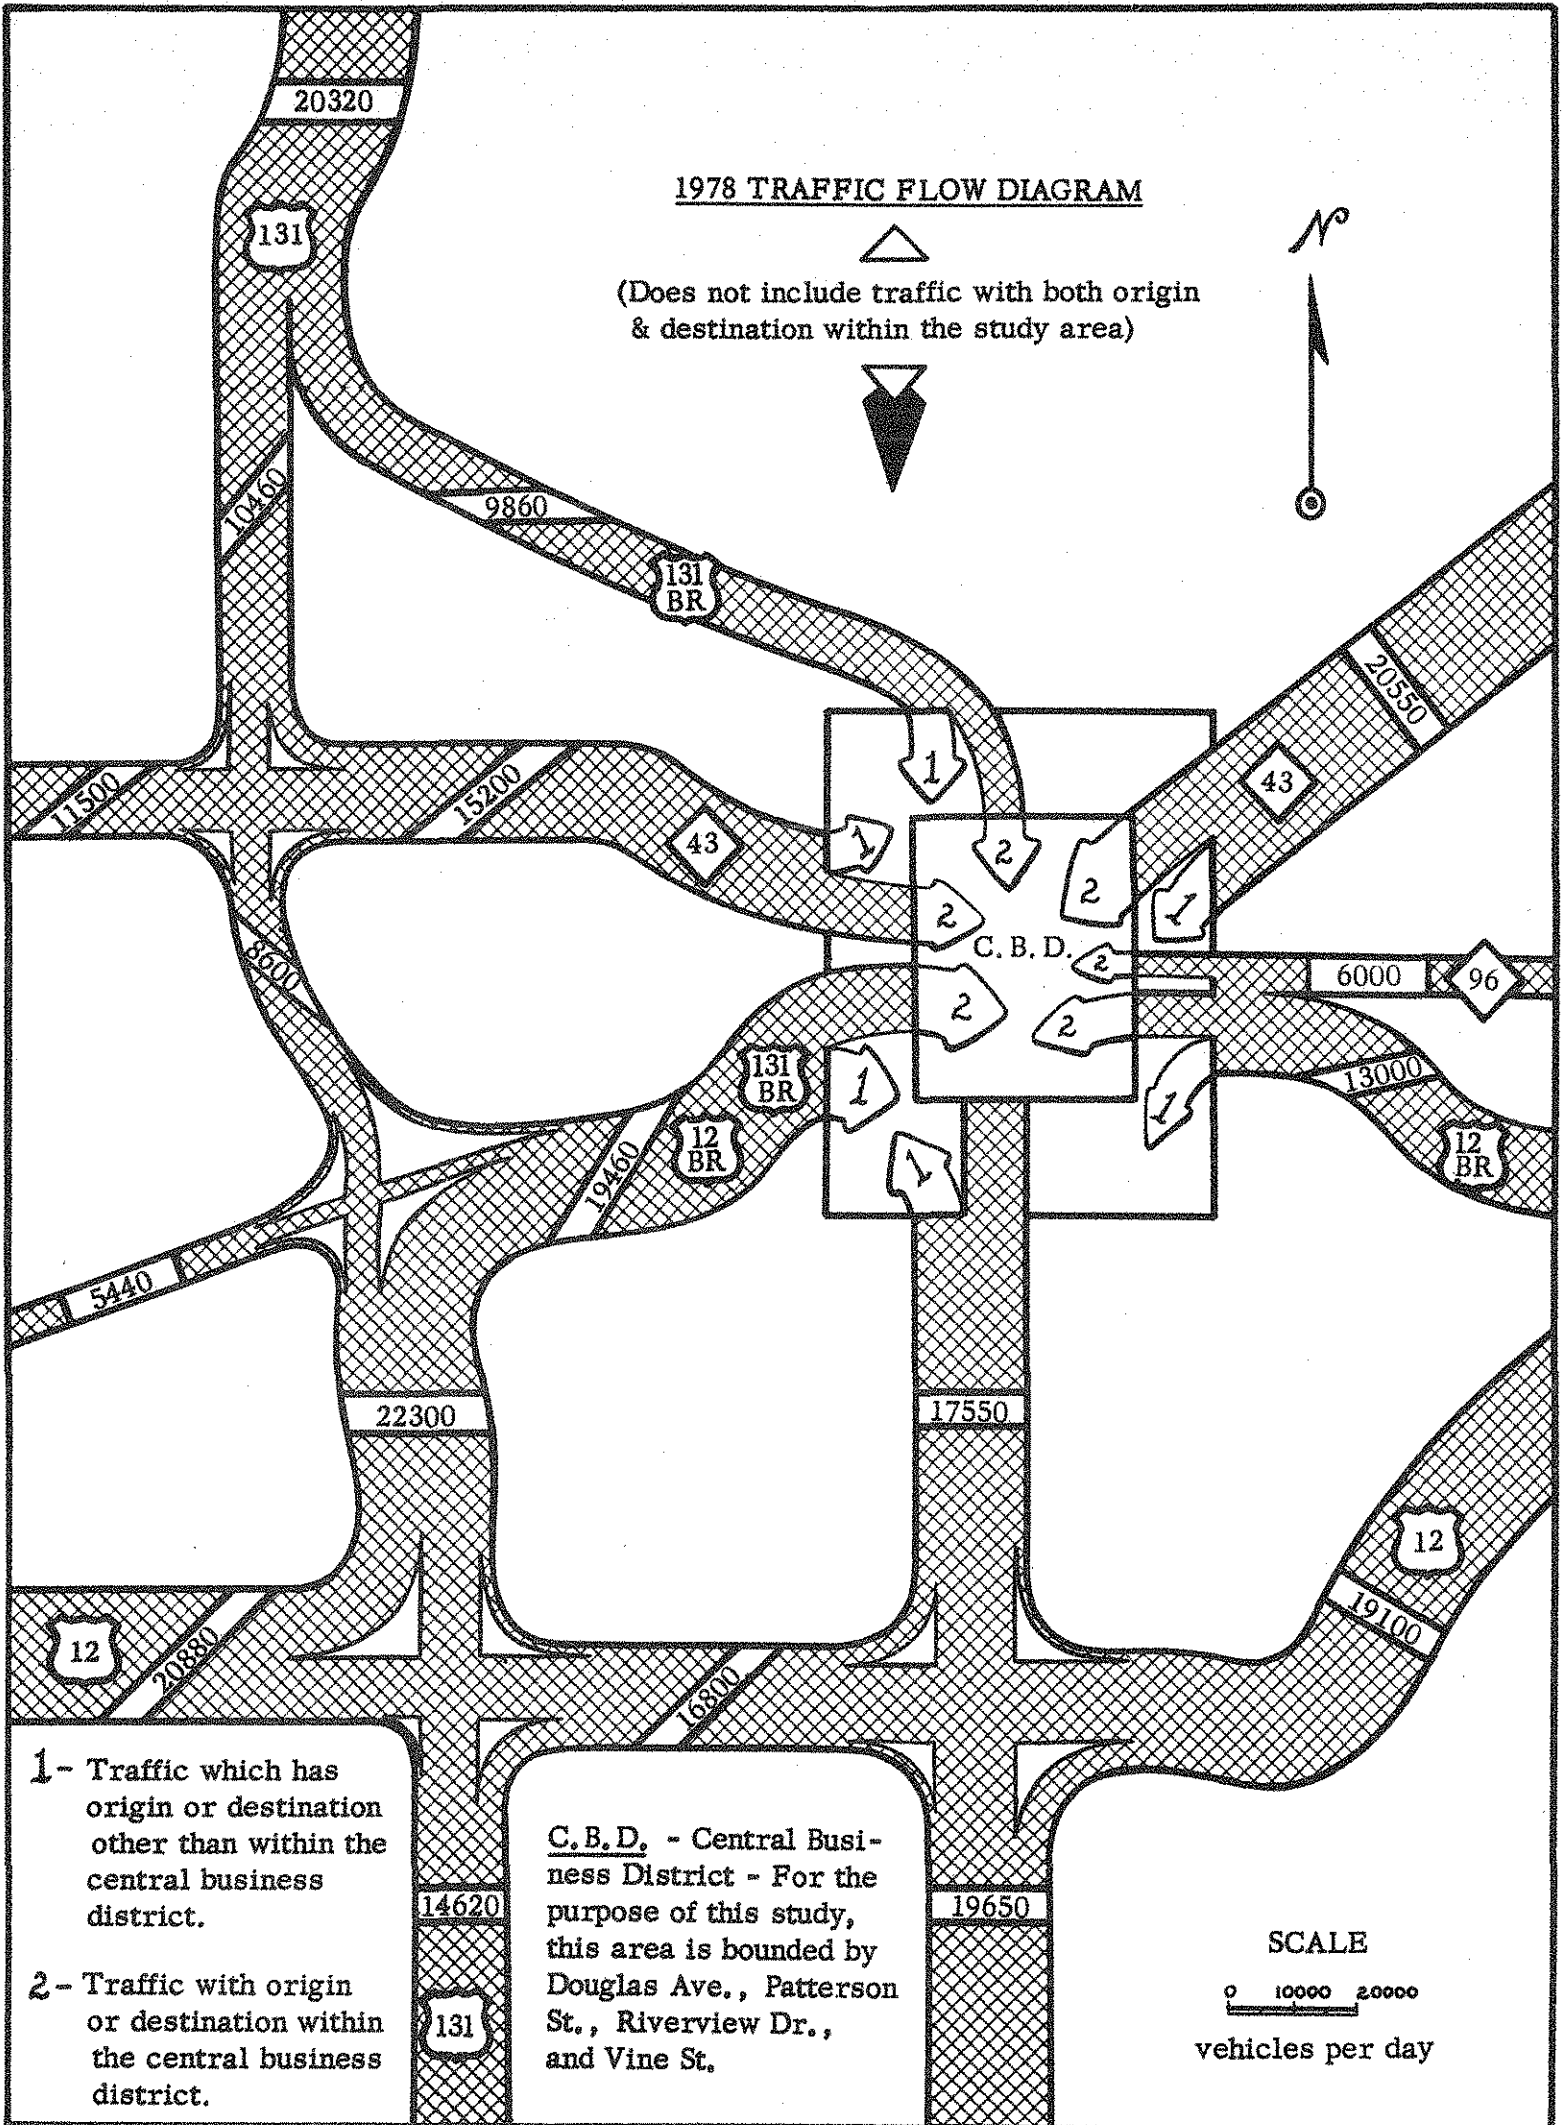 20320
131
1978 TRAFFIC FLOW DIAGRAM
N
(Does not include traffic with both origin
& destination within the study area)
10460
9860
131
BR
20550
43
11500
15200
43
1
1
2
2
2
1
C.B.D.
2
6000
96
8600
2
2
13000
131
BR
1
1
12
BR
12
BR
19460
1
5440
22300
17550
12
19100
12
20880
16800
1- Traffic which has
origin or destination
other than within the
central business
district.
2- Traffic with origin
or destination within
the central business
district.
14620
131
C.B.D. - Central Busi-
ness District - For the
purpose of this study,
this area is bounded by
Douglas Ave., Patterson
St., Riverview Dr.,
and Vine St.
19650
SCALE
0 10000 20000
vehicles per day